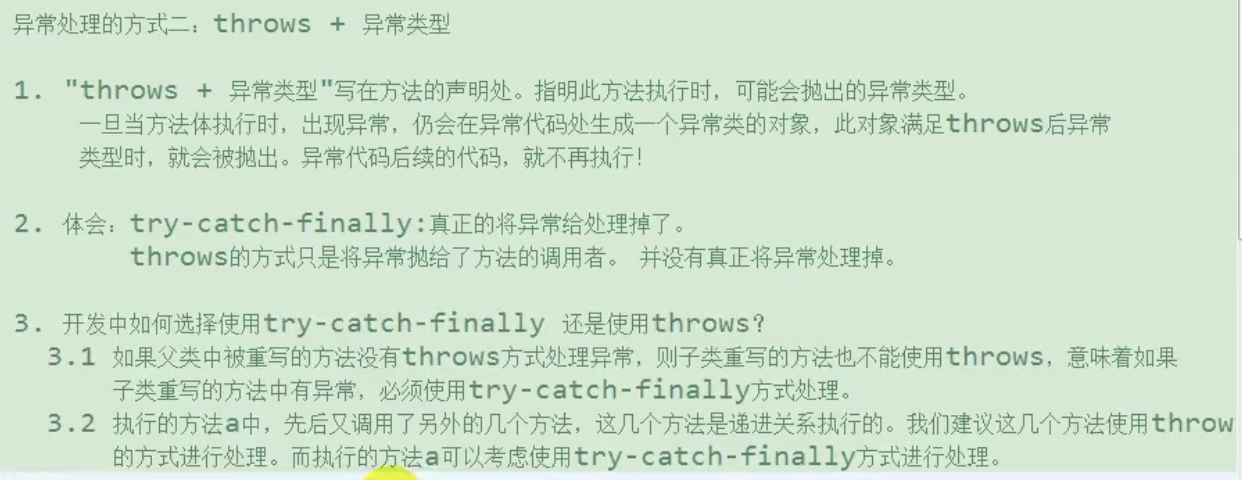 异常处理的方式二：throws + 异常类型
1. "throws + 异常类型"写在方法的声明处。指明此方法执行时，可能会抛出的异常类型。
一旦当方法体执行时，出现异常，仍会在异常代码处生成一个异常类的对象，此对象满足throws后异常
类型时，就会被抛出。异常代码后续的代码，就不再执行！
2. 体会：try-catch-finally:真正的将异常给处理掉了。
throws的方式只是将异常抛给了方法的调用者。 并没有真正将异常处理掉。
3. 开发中如何选择使用try-catch-finally 还是使用throws？
3.1 如果父类中被重写的方法没有throws方式处理异常，则子类重写的方法也不能使用throws，意味着如果
子类重写的方法中有异常，必须使用try-catch-finally方式处理。
3.2 执行的方法a中，先后又调用了另外的几个方法，这几个方法是递进关系执行的。我们建议这几个方法使用throw
的方式进行处理。而执行的方法a可以考虑使用try-catch-finally方式进行处理。